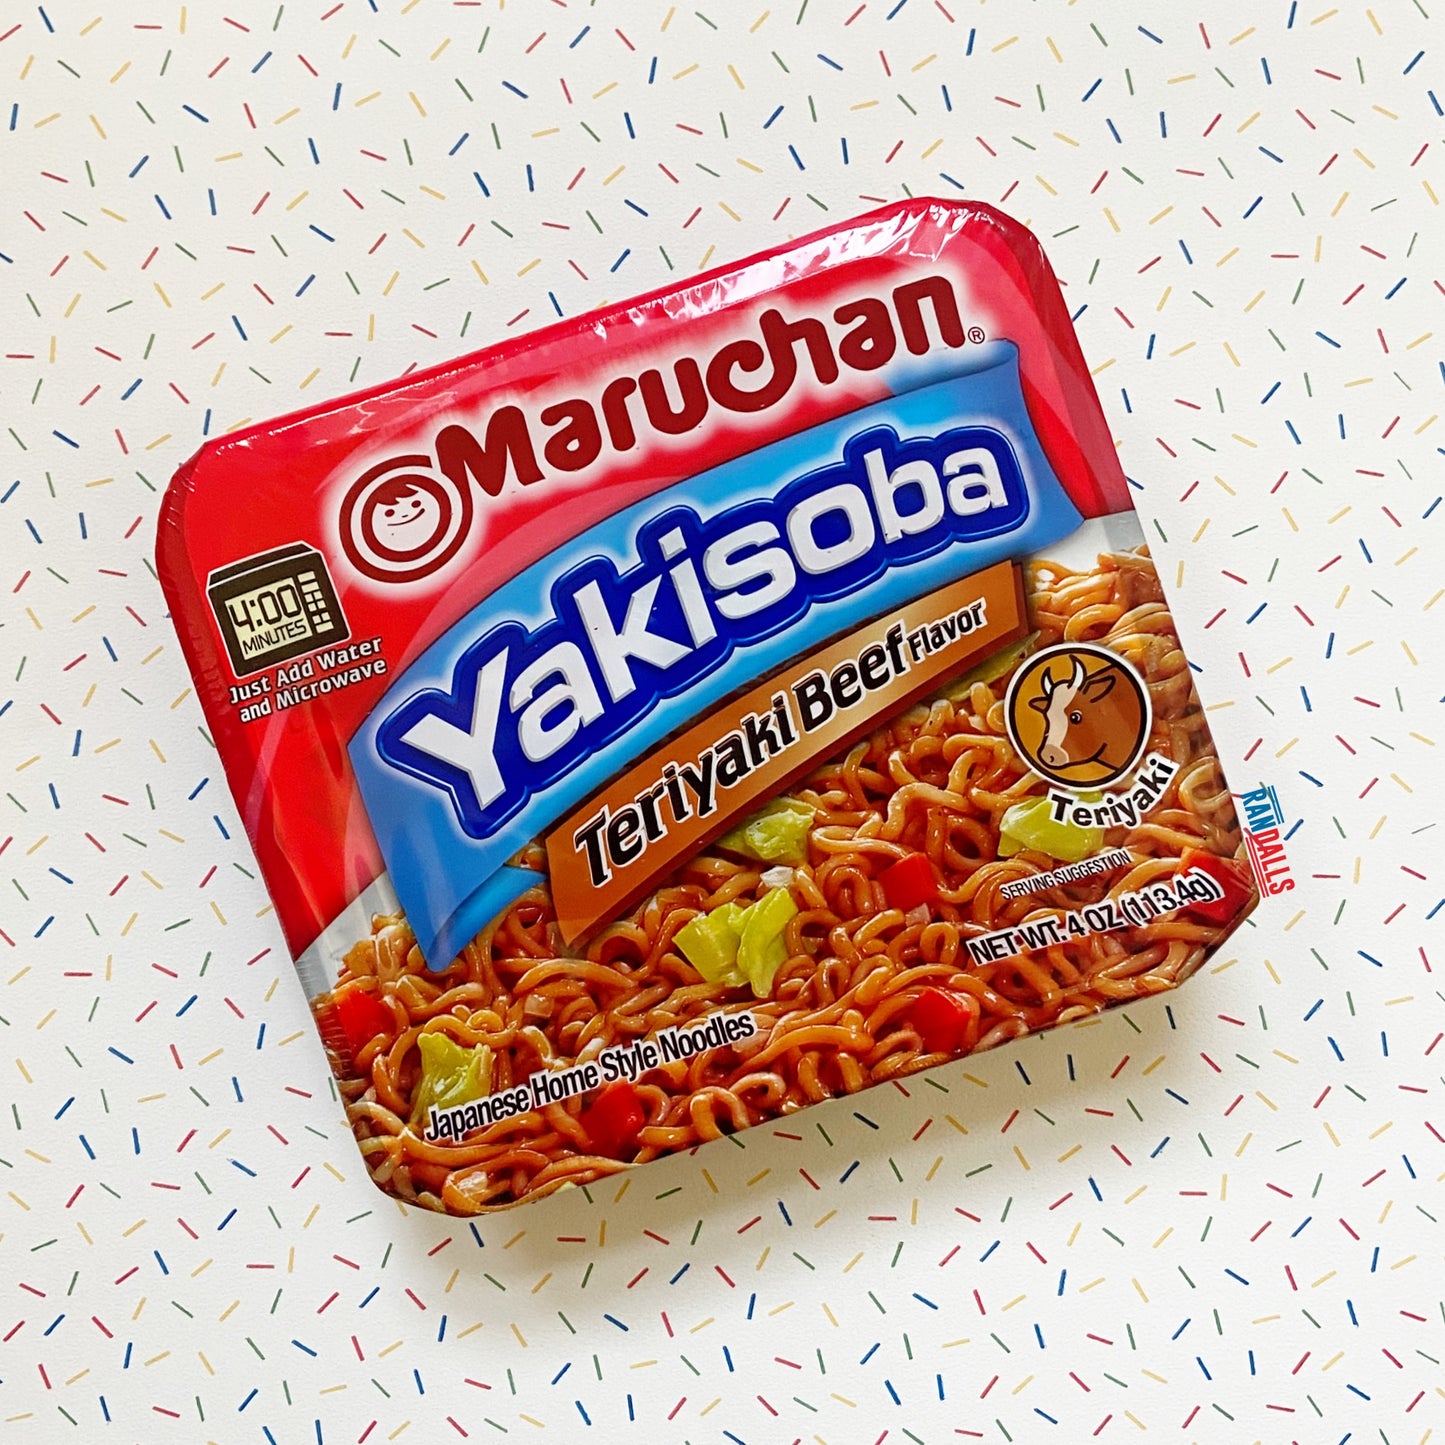 Maruchan®
Yakisoba
Teriyaki Beef Flavor
4:00
MINUTES
Just Add Water
and Microwave
Teriyaki
SERVING SUGGESTION
NET WT. 4 OZ (113.4g)
Japanese Home Style Noodles
RANDALLS